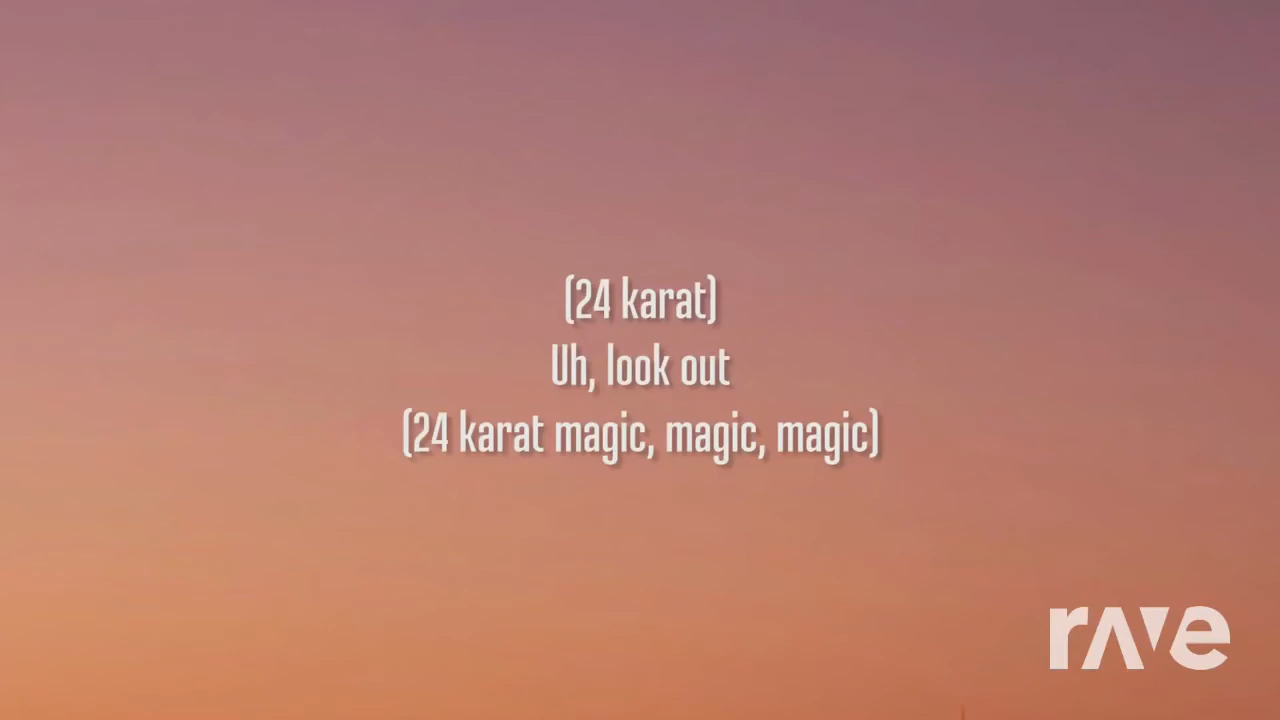 (24 karat)
Uh, look out
(24 karat magic, magic, magic)
rave